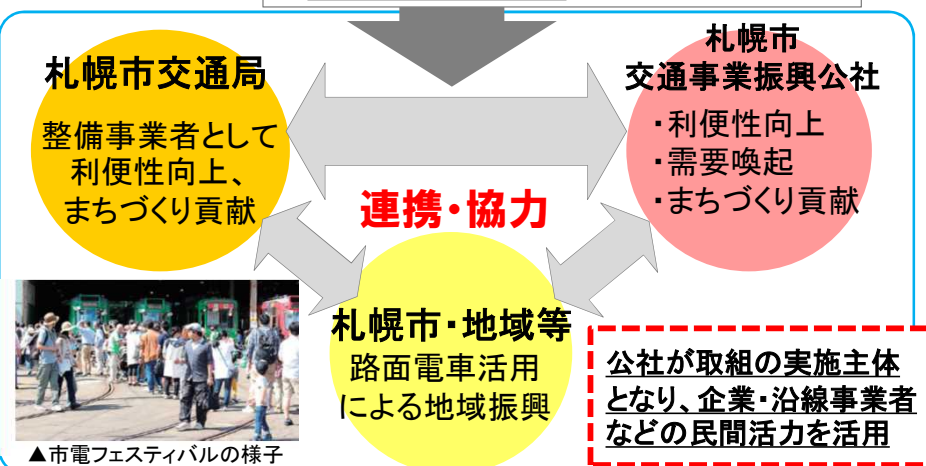 札幌市交通局
整備事業者として
利便性向上、
まちづくり貢献
札幌市
交通事業振興公社
・利便性向上
・需要喚起
・まちづくり貢献
連携・協力
札幌市・地域等
路面電車活用
による地域振興
▲市電フェスティバルの様子
公社が取組の実施主体
となり、企業・沿線事業者
などの民間活力を活用